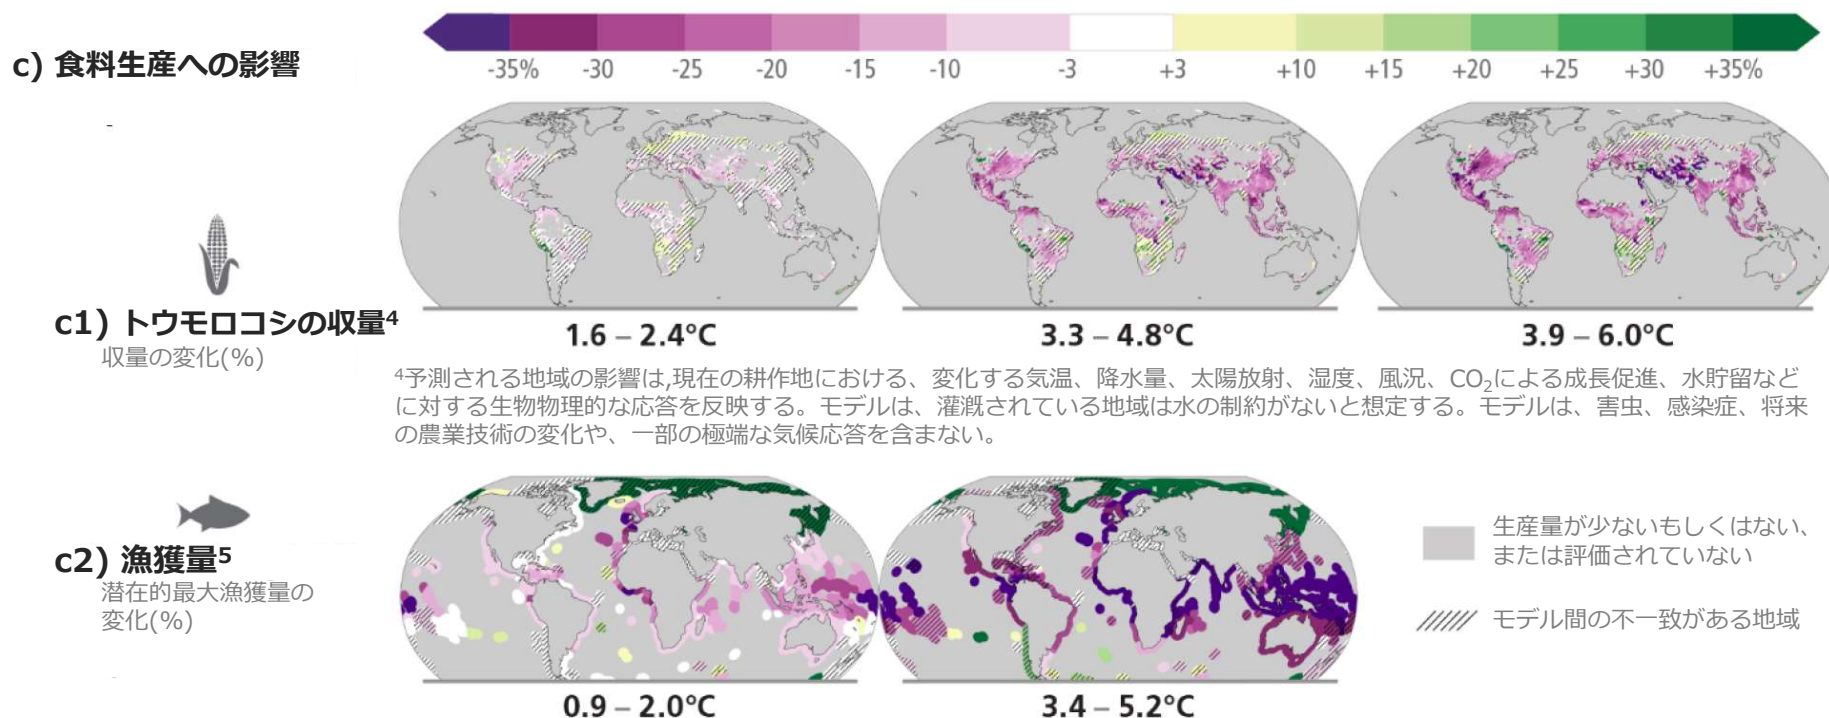 c) 食料生産への影響
-35% -30 -25 -20 -15 -10 -3 +3 +10 +15 +20 +25 +30 +35%
c1) トウモロコシの収量4
収量の変化(%)
1.6 – 2.4°C
3.3 – 4.8°C
3.9 – 6.0°C
4予測される地域の影響は,現在の耕作地における、変化する気温、降水量、太陽放射、湿度、風況、CO2による成長促進、水貯留など
に対する生物物理的な応答を反映する。モデルは、灌漑されている地域は水の制約がないと想定する。モデルは、害虫、感染症、将来
の農業技術の変化や、一部の極端な気候応答を含まない。
c2) 漁獲量5
潜在的最大漁獲量の
変化(%)
0.9 – 2.0°C
3.4 – 5.2°C
生産量が少ないもしくはない、
または評価されていない
モデル間の不一致がある地域